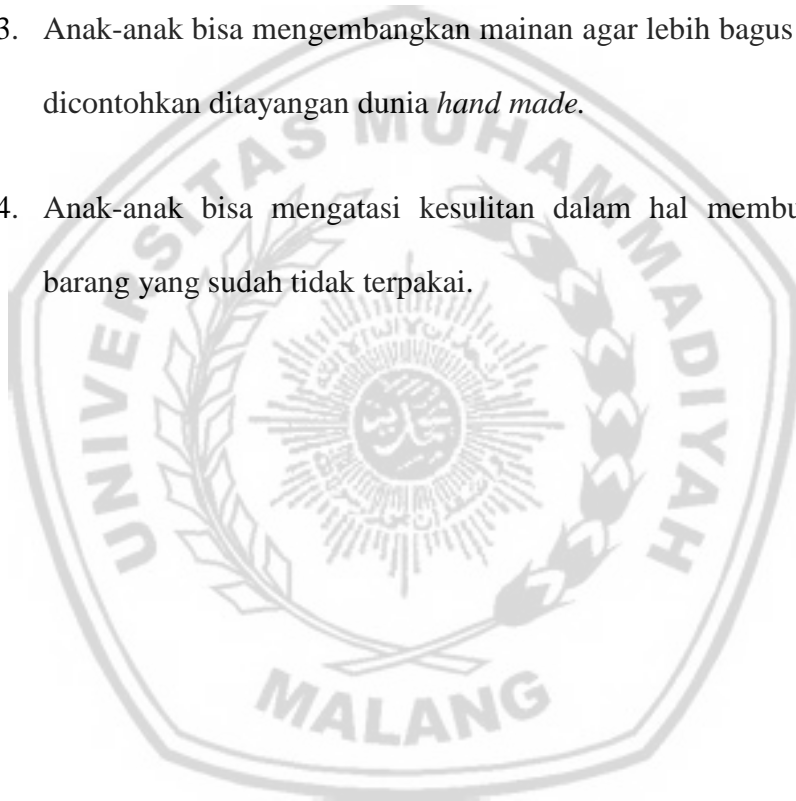 3. Anak-anak bisa mengembangkan mainan agar lebih bagus
dicontohkan ditayangan dunia hand made.
4. Anak-anak bisa mengatasi kesulitan dalam hal membu
barang yang sudah tidak terpakai.
UNIVERSITAS MUHAMMADIYAH
MALANG